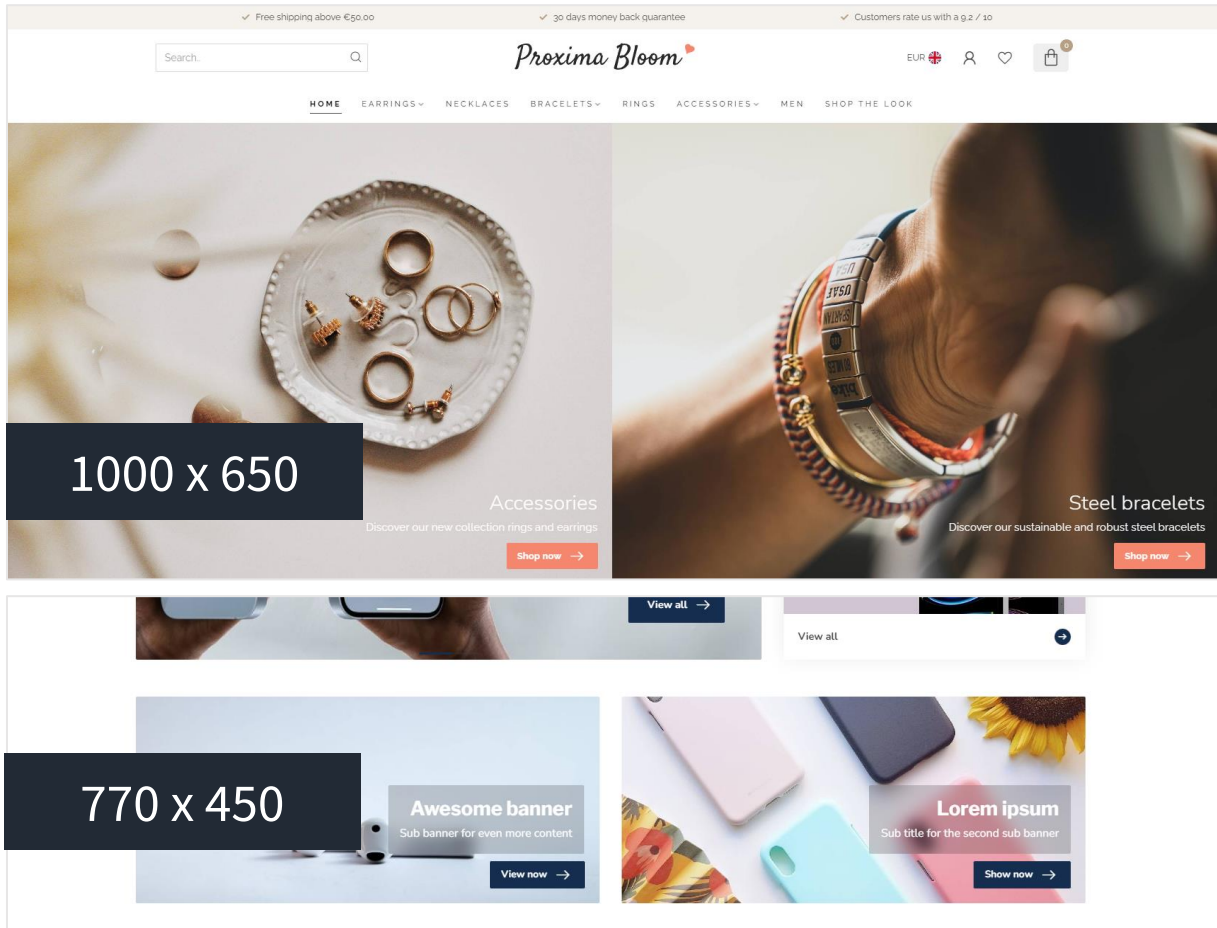 Free shipping above €50,00
30 days money back guarantee
Customers rate us with a 9,2 / 10
Search..
Proxima Bloom
EUR
0
HOME EARRINGS NECKLACES BRACELETS RINGS ACCESSORIES MEN SHOP THE LOOK
USA
USAF
SPARTAN
bike
1000 x 650
Accessories
Discover our new collection rings and earrings
Shop now
Steel bracelets
Discover our sustainable and robust steel bracelets
Shop now
View all
View all
770 x 450
Awesome banner
Sub banner for even more content
View now
Lorem ipsum
Sub title for the second sub banner
Show now